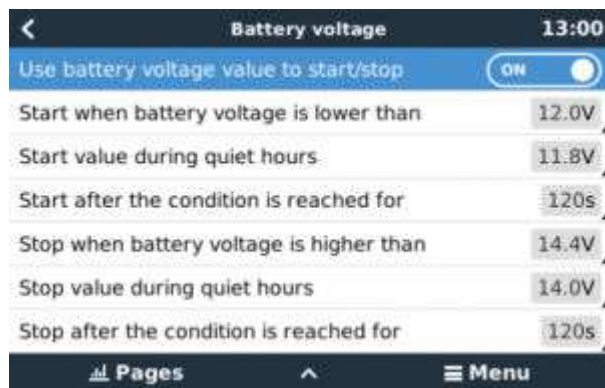 Battery voltage 13:00
Use battery voltage value to start/stop ON
Start when battery voltage is lower than 12.0V
Start value during quiet hours 11.8V
Start after the condition is reached for 120s
Stop when battery voltage is higher than 14.4V
Stop value during quiet hours 14.0V
Stop after the condition is reached for 120s
Pages Menu